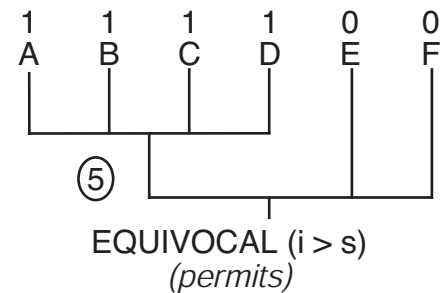 1 1 1 1 0 0
A B C D E F
5
EQUIVOCAL (i > s)
(permits)